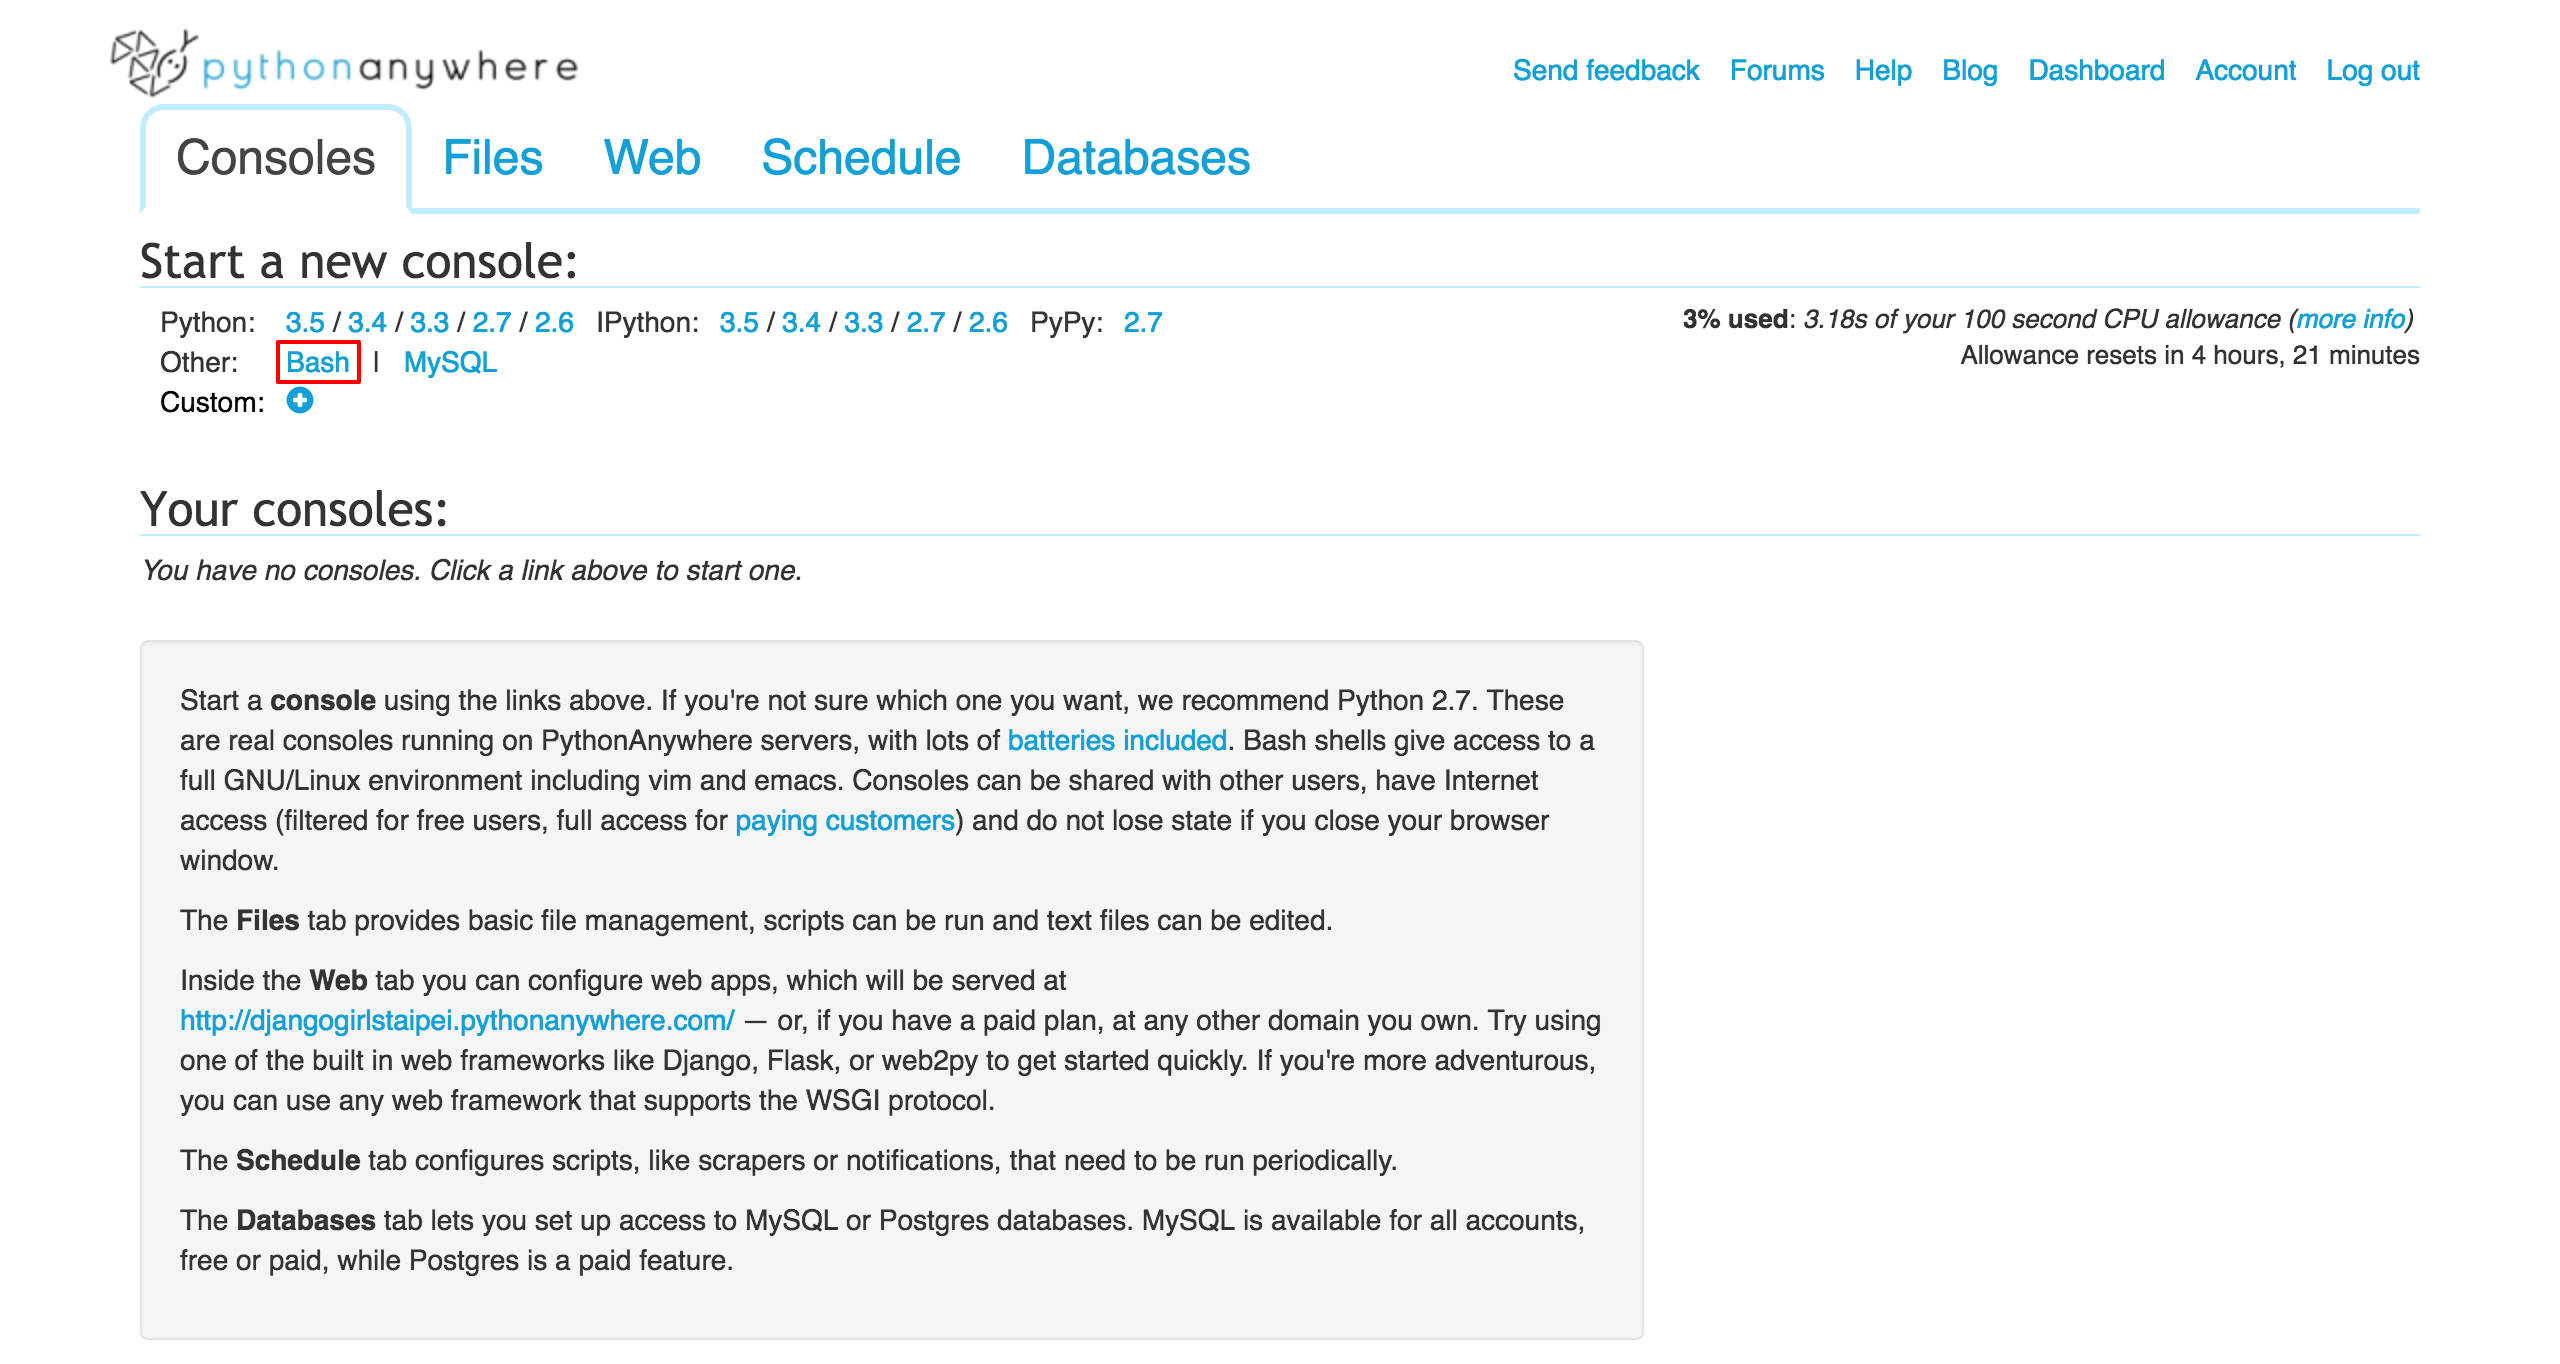 pythonanywhere
Send feedback Forums Help Blog Dashboard Account Log out
Consoles Files Web Schedule Databases
Start a new console:
Python: 3.5 / 3.4 / 3.3 / 2.7 / 2.6 IPython: 3.5 / 3.4 / 3.3 / 2.7 / 2.6 PyPy: 2.7
3% used: 3.18s of your 100 second CPU allowance (more info)
Other: Bash | MySQL
Allowance resets in 4 hours, 21 minutes
Custom:
Your consoles:
You have no consoles. Click a link above to start one.
Start a console using the links above. If you're not sure which one you want, we recommend Python 2.7. These
are real consoles running on PythonAnywhere servers, with lots of batteries included. Bash shells give access to a
full GNU/Linux environment including vim and emacs. Consoles can be shared with other users, have Internet
access (filtered for free users, full access for paying customers) and do not lose state if you close your browser
window.
The Files tab provides basic file management, scripts can be run and text files can be edited.
Inside the Web tab you can configure web apps, which will be served at
http://djangogirlstaipei.pythonanywhere.com/ — or, if you have a paid plan, at any other domain you own. Try using
one of the built in web frameworks like Django, Flask, or web2py to get started quickly. If you're more adventurous,
you can use any web framework that supports the WSGI protocol.
The Schedule tab configures scripts, like scrapers or notifications, that need to be run periodically.
The Databases tab lets you set up access to MySQL or Postgres databases. MySQL is available for all accounts,
free or paid, while Postgres is a paid feature.